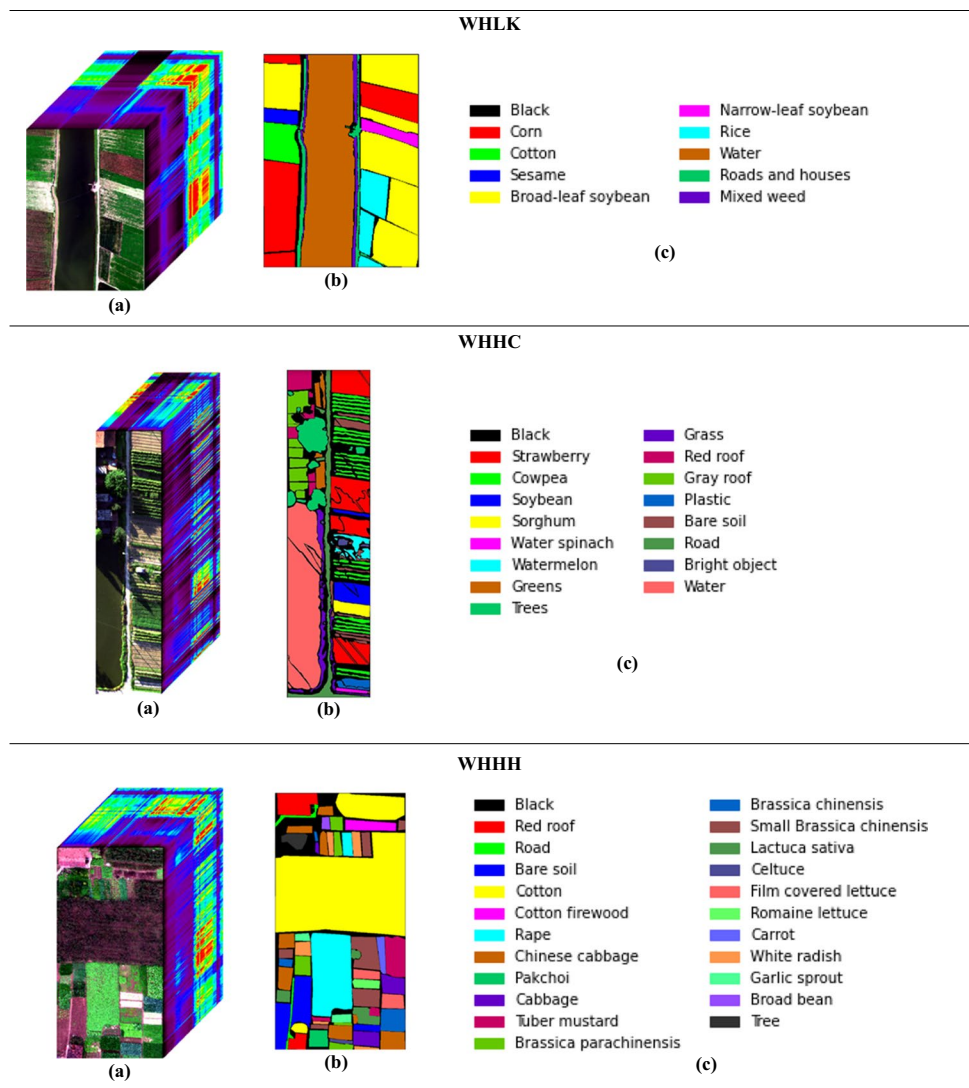 WHLK
Black
Corn
Cotton
Sesame
Broad-leaf soybean
Narrow-leaf soybean
Rice
Water
Roads and houses
Mixed weed
(a)
(b)
(c)
WHHC
Black
Strawberry
Cowpea
Soybean
Sorghum
Water spinach
Watermelon
Greens
Trees
Grass
Red roof
Gray roof
Plastic
Bare soil
Road
Bright object
Water
(a)
(b)
(c)
WHHH
Black
Red roof
Road
Bare soil
Cotton
Cotton firewood
Rape
Chinese cabbage
Pakchoi
Cabbage
Tuber mustard
Brassica parachinensis
Brassica chinensis
Small Brassica chinensis
Lactuca sativa
Celtuce
Film covered lettuce
Romaine lettuce
Carrot
White radish
Garlic sprout
Broad bean
Tree
(a)
(b)
(c)